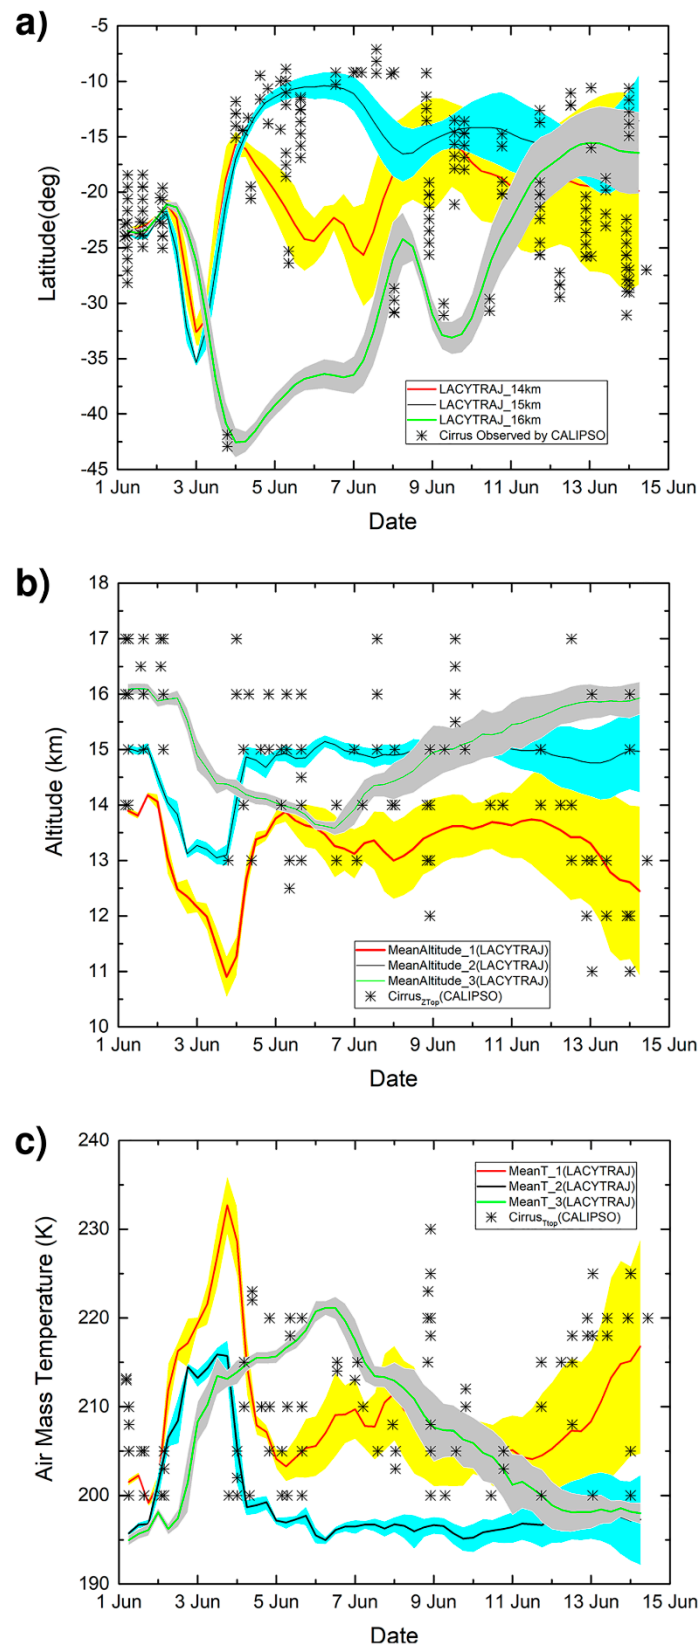 a)
-5
-10
-15
-20
-25
-30
-35
-40
-45
Latitude(deg)
LACYTRAJ_14km
LACYTRAJ_15km
LACYTRAJ_16km
Cirrus Observed by CALIPSO
1 Jun 3 Jun 5 Jun 7 Jun 9 Jun 11 Jun 13 Jun 15 Jun
Date
b)
18
17
16
15
14
13
12
11
10
Altitude (km)
MeanAltitude_1(LACYTRAJ)
MeanAltitude_2(LACYTRAJ)
MeanAltitude_3(LACYTRAJ)
Cirrus ZTop (CALIPSO)
1 Jun 3 Jun 5 Jun 7 Jun 9 Jun 11 Jun 13 Jun 15 Jun
Date
c)
240
230
220
210
200
190
Air Mass Temperature (K)
MeanT_1(LACYTRAJ)
MeanT_2(LACYTRAJ)
MeanT_3(LACYTRAJ)
Cirrus Ttop (CALIPSO)
1 Jun 3 Jun 5 Jun 7 Jun 9 Jun 11 Jun 13 Jun 15 Jun
Date